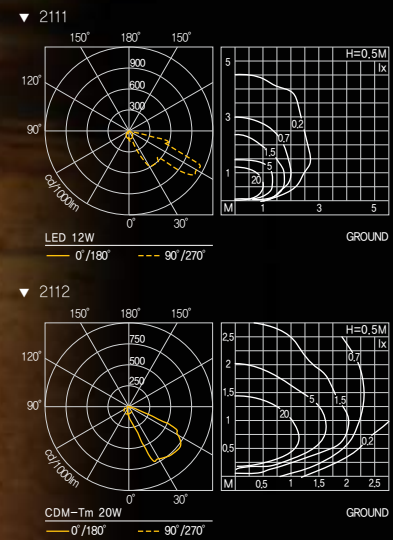 ▼ 2111
150° 180° 150°
120°
90°
900
600
300
cd/1000lm
0° 30°
LED 12W
0°/180° 90°/270°
H=0.5M
lx
5
3
1
0,2
0,7
1,5
5
20
M 1 3 5
GROUND
▼ 2112
150° 180° 150°
120°
90°
750
500
250
cd/1000lm
0° 30°
CDM-Tm 20W
0°/180° 90°/270°
H=0.5M
lx
2,5
2
1,5
1
0,5
0,7
5
1,5
20
0,2
M 0,5 1 1,5 2 2,5
GROUND